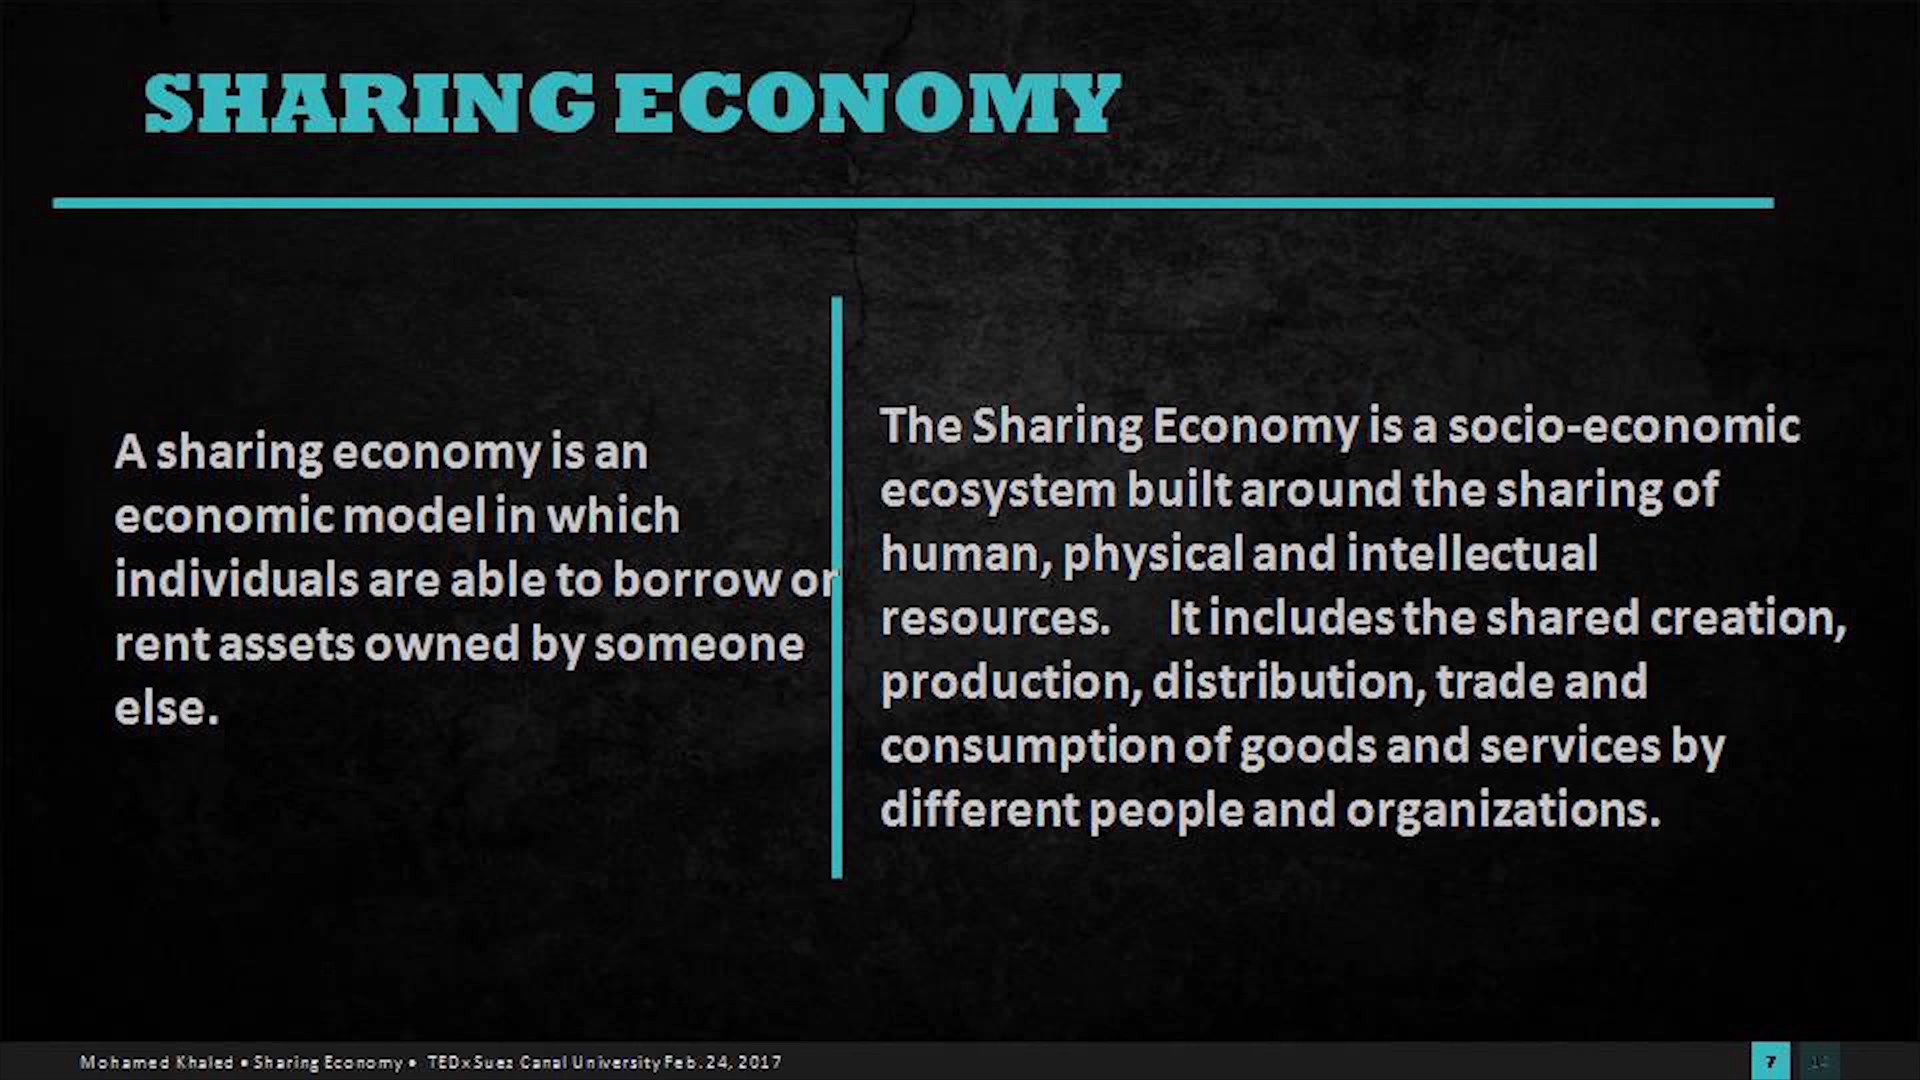 SHARING ECONOMY
A sharing economy is an
economic model in which
individuals are able to borrow or
rent assets owned by someone
else.
The Sharing Economy is a socio-economic
ecosystem built around the sharing of
human, physical and intellectual
resources. It includes the shared creation,
production, distribution, trade and
consumption of goods and services by
different people and organizations.
Mohamed Khaled • Sharing Economy • TEDxSuez Canal University Feb. 24, 2017
7